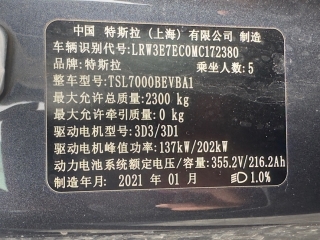 中国 特斯拉(上海)有限公司 制造
车辆识别代号:LRW3E7EC0MC172380
品牌:特斯拉 乘坐人数:5
整车型号:TSL7000BEVBA1
最大允许总质量:2300 kg
最大允许牵引质量:0 kg
驱动电机型号:3D3/3D1
驱动电机峰值功率:137kW/202kW
动力电池系统额定电压/容量:355.2V/216.2Ah
制造年月:2021 年 01 月 1.0%